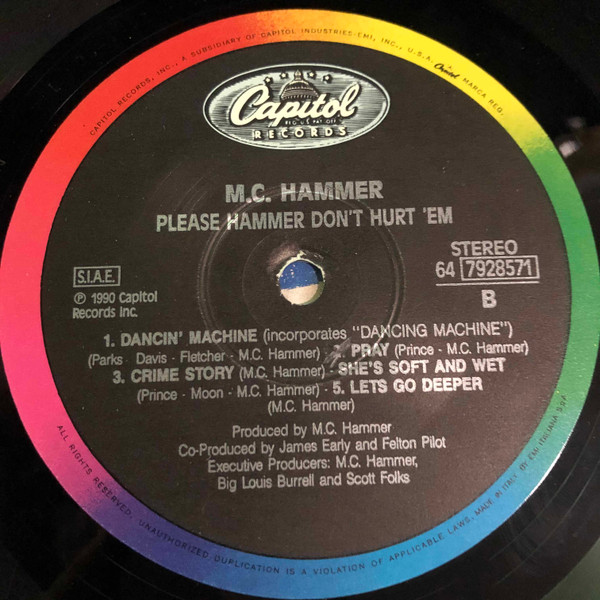 CAPITOL RECORDS, INC., A SUBSIDIARY OF CAPITOL INDUSTRIES-EMI, INC., U.S.A. Capitol MARCA REG.
Capitol
REG. U.S. PAT. OFF.
RECORDS
M.C. HAMMER
PLEASE HAMMER DON'T HURT 'EM
STEREO
S.I.A.E.
64 7928571
℗ 1990 Capitol
B
Records Inc.
1. DANCIN' MACHINE (incorporates "DANCING MACHINE")
(Parks - Davis - Fletcher - M.C. Hammer) - 2. PRAY (Prince - M.C. Hammer)
3. CRIME STORY (M.C. Hammer) - SHE'S SOFT AND WET
(Prince - Moon - M.C. Hammer) - 5. LETS GO DEEPER
(M.C. Hammer)
Produced by M.C. Hammer
Co-Produced by James Early and Felton Pilot
Executive Producers: M.C. Hammer,
Big Louis Burrell and Scott Folks
ALL RIGHTS RESERVED. UNAUTHORIZED DUPLICATION IS A VIOLATION OF APPLICABLE LAWS. MADE IN ITALY BY EMI ITALIANA SPA